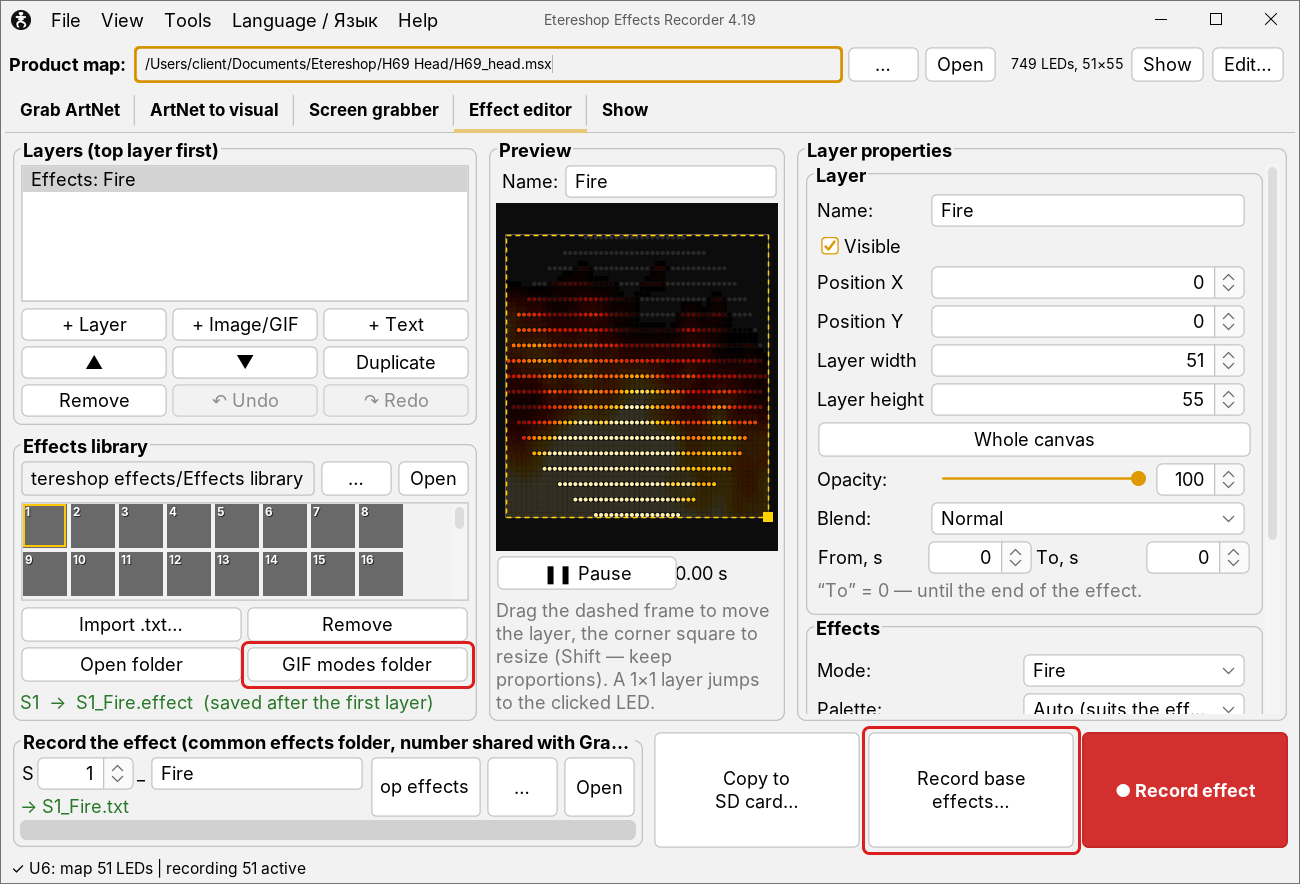 File View Tools Language / Язык Help Etereshop Effects Recorder 4.19
Product map: /Users/client/Documents/Etereshop/H69 Head/H69_head.msx ... Open 749 LEDs, 51×55 Show Edit...
Grab ArtNet ArtNet to visual Screen grabber Effect editor Show
Layers (top layer first)
Effects: Fire
+ Layer + Image/GIF + Text
▲ ▼ Duplicate
Remove ↶ Undo ↷ Redo
Effects library
tereshop effects/Effects library ... Open
1 2 3 4 5 6 7 8
9 10 11 12 13 14 15 16
Import .txt... Remove
Open folder GIF modes folder
S1 → S1_Fire.effect (saved after the first layer)
Preview
Name: Fire
❚❚ Pause 0.00 s
Drag the dashed frame to move
the layer, the corner square to
resize (Shift — keep
proportions). A 1×1 layer jumps
to the clicked LED.
Layer properties
Layer
Name: Fire
Visible
Position X 0
Position Y 0
Layer width 51
Layer height 55
Whole canvas
Opacity: 100
Blend: Normal
From, s 0 To, s 0
“To” = 0 — until the end of the effect.
Effects
Mode: Fire
Palette: Auto (suits the eff...
Record the effect (common effects folder, number shared with Gra...
S 1 _ Fire op effects ... Open
→ S1_Fire.txt
Copy to
SD card...
Record base
effects...
● Record effect
✓ U6: map 51 LEDs | recording 51 active